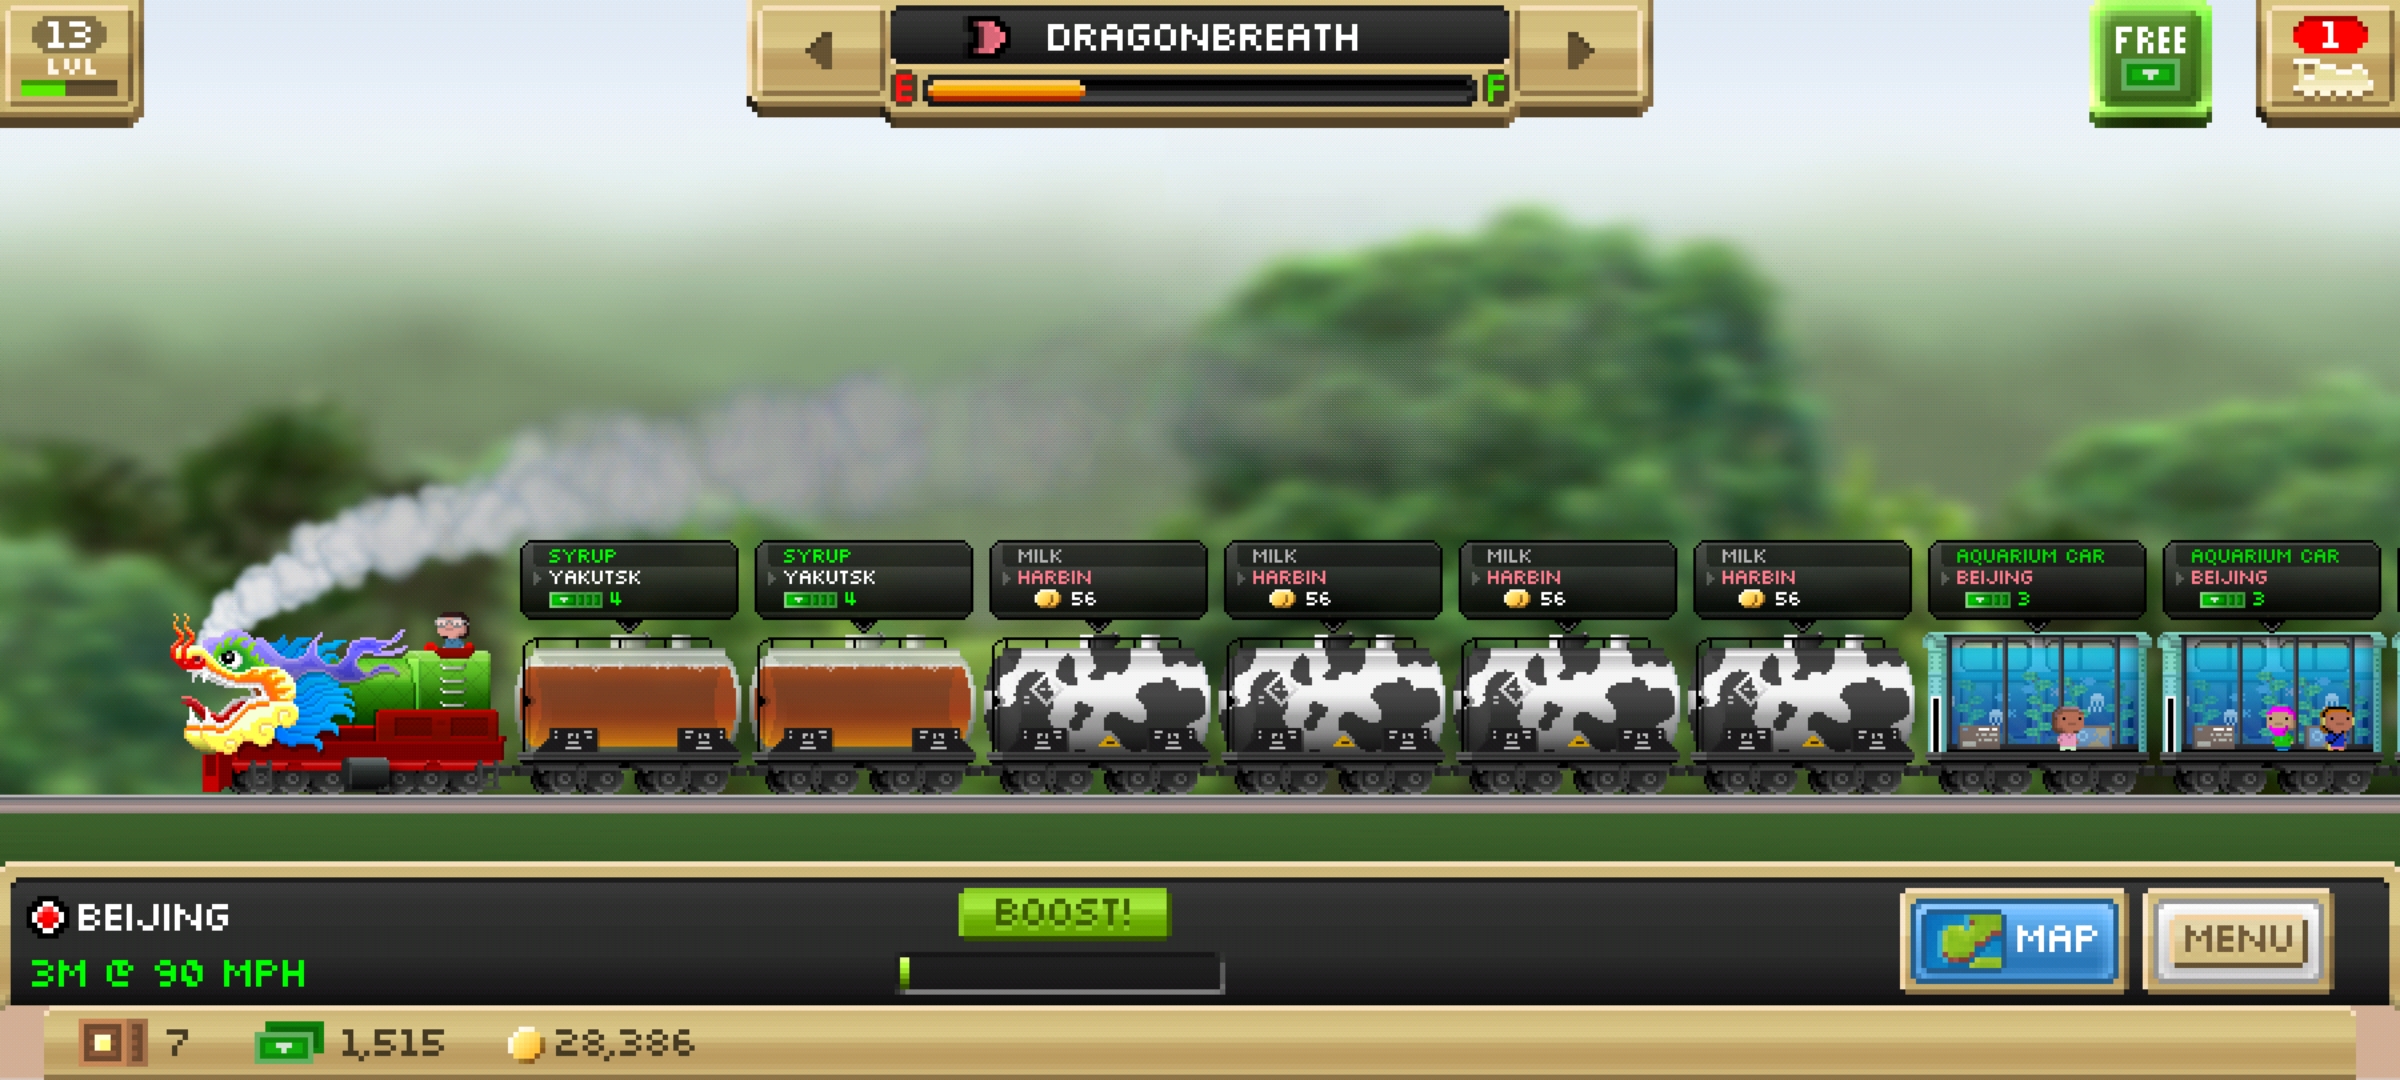 13
LVL
DRAGONBREATH
E
F
FREE
1
SYRUP
YAKUTSK
4
SYRUP
YAKUTSK
4
MILK
HARBIN
56
MILK
HARBIN
56
MILK
HARBIN
56
MILK
HARBIN
56
AQUARIUM CAR
BEIJING
3
AQUARIUM CAR
BEIJING
3
BEIJING
3M @ 90 MPH
BOOST!
MAP
MENU
7
1,515
28,386